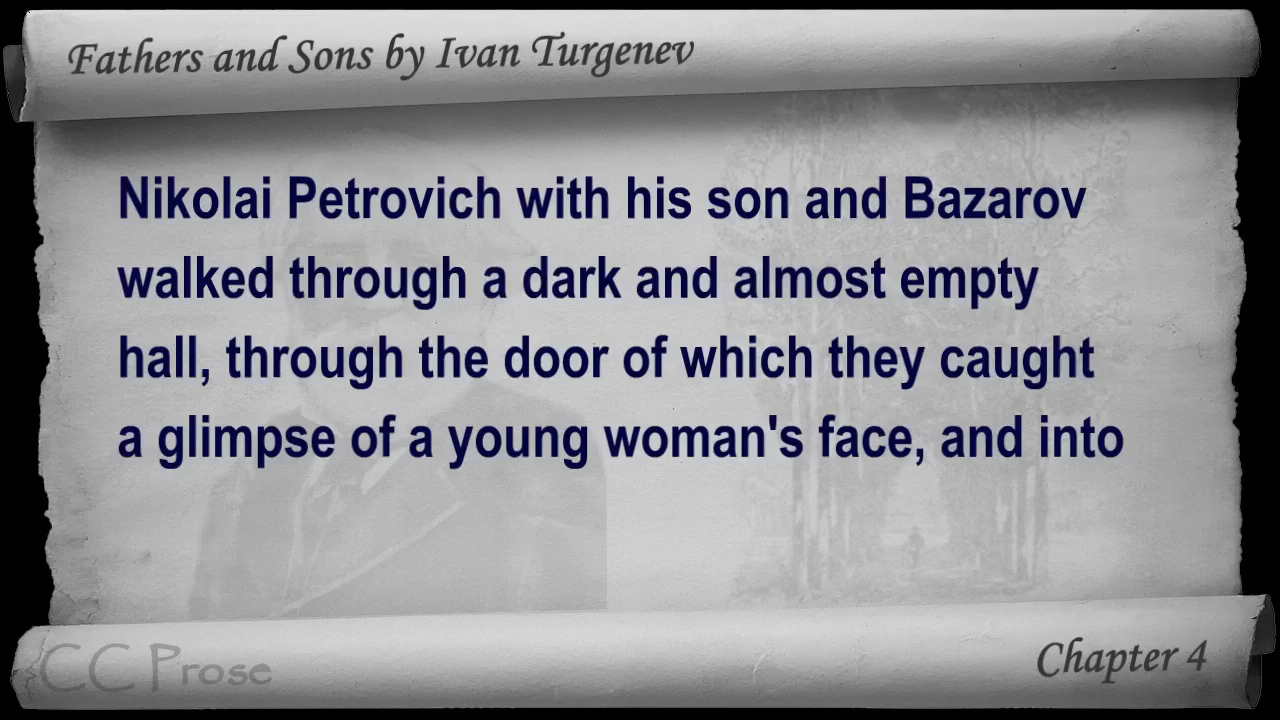 Fathers and Sons by Ivan Turgenev
Nikolai Petrovich with his son and Bazarov
walked through a dark and almost empty
hall, through the door of which they caught
a glimpse of a young woman's face, and into
CC Prose
Chapter 4